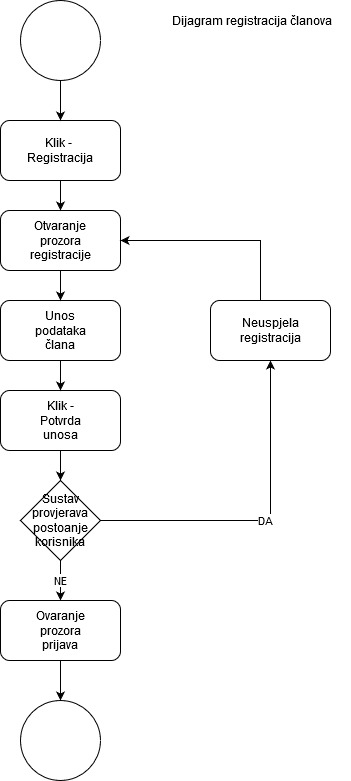 Dijagram registracija članova
Klik -
Registracija
Otvaranje
prozora
registracije
Unos
podataka
člana
Neuspjela
registracija
Klik -
Potvrda
unosa
Sustav
provjerava
postoanje
korisnika
DA
NE
Ovaranje
prozora
prijava